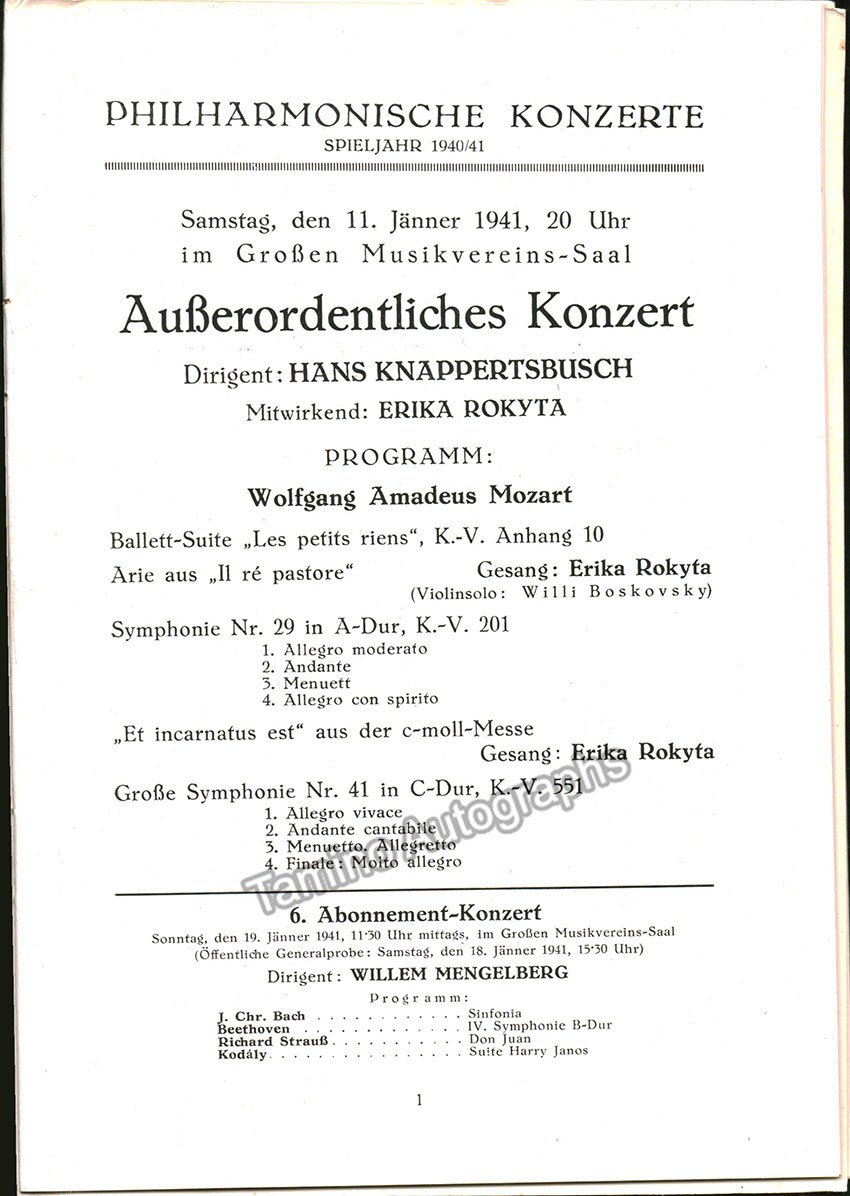 PHILHARMONISCHE KONZERTE
SPIELJAHR 1940/41
Samstag, den 11. Jänner 1941, 20 Uhr
im Großen Musikvereins-Saal
Außerordentliches Konzert
Dirigent: HANS KNAPPERTSBUSCH
Mitwirkend: ERIKA ROKYTA
PROGRAMM:
Wolfgang Amadeus Mozart
Ballett-Suite „Les petits riens“, K.-V. Anhang 10
Arie aus „Il ré pastore“ Gesang: Erika Rokyta
(Violinsolo: Willi Boskovsky)
Symphonie Nr. 29 in A-Dur, K.-V. 201
1. Allegro moderato
2. Andante
3. Menuett
4. Allegro con spirito
„Et incarnatus est“ aus der c-moll-Messe
Gesang: Erika Rokyta
Große Symphonie Nr. 41 in C-Dur, K.-V. 551
1. Allegro vivace
2. Andante cantabile
3. Menuetto. Allegretto
4. Finale: Molto allegro
Tamino Autographs
6. Abonnement-Konzert
Sonntag, den 19. Jänner 1941, 11·30 Uhr mittags, im Großen Musikvereins-Saal
(Öffentliche Generalprobe: Samstag, den 18. Jänner 1941, 15·30 Uhr)
Dirigent: WILLEM MENGELBERG
Programm:
J. Chr. Bach . . . . . . . . . . . . Sinfonia
Beethoven . . . . . . . . . . . . . IV. Symphonie B-Dur
Richard Strauß . . . . . . . . . . . Don Juan
Kodály. . . . . . . . . . . . . . . . Suite Harry Janos
1